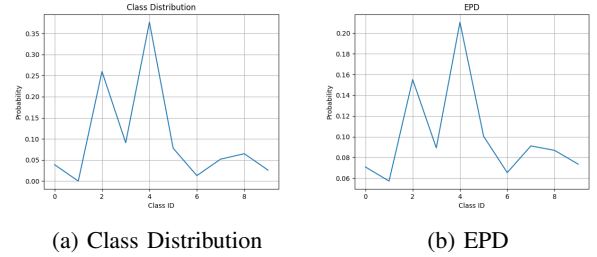 Class Distribution
0.35
0.30
0.25
0.20
0.15
0.10
0.05
0.00
Probability
0 2 4 6 8
Class ID
(a) Class Distribution
EPD
0.20
0.18
0.16
0.14
0.12
0.10
0.08
0.06
Probability
0 2 4 6 8
Class ID
(b) EPD